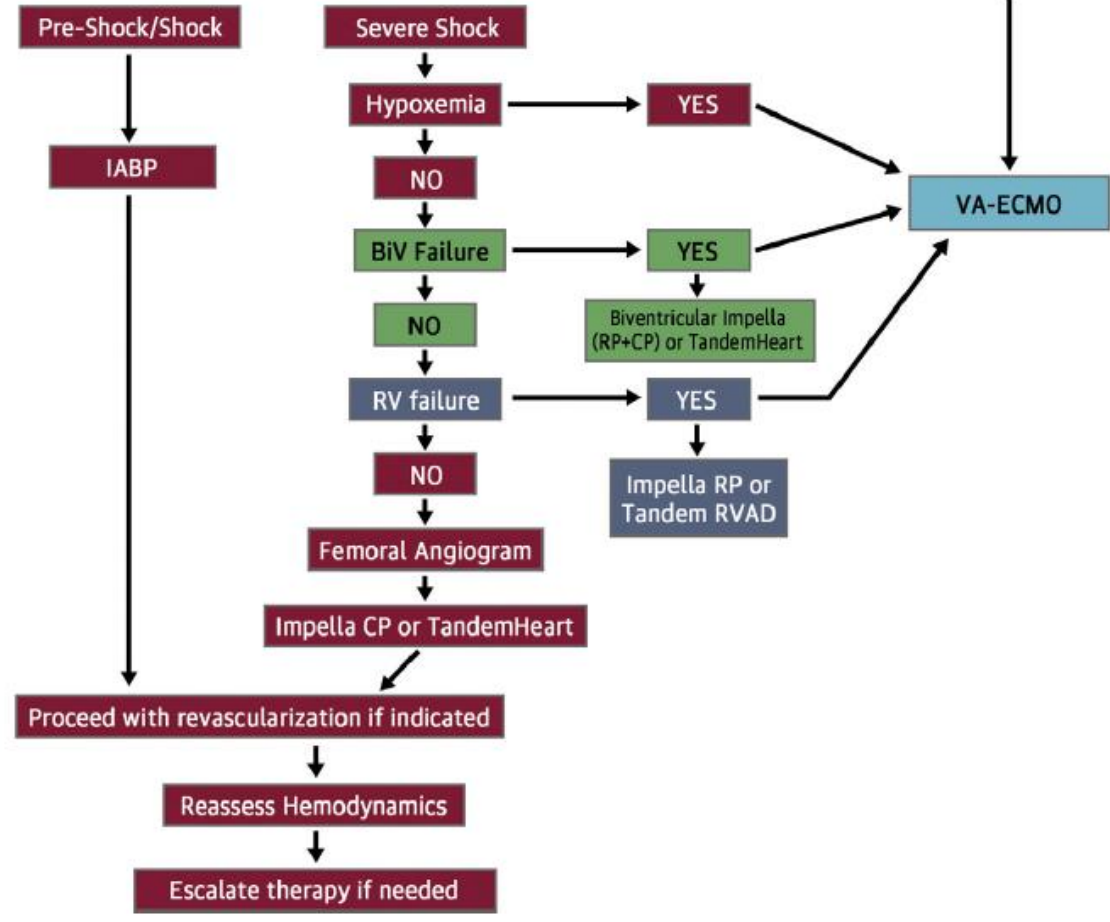 Pre-Shock/Shock
Severe Shock
Hypoxemia
YES
IABP
NO
VA-ECMO
BiV Failure
YES
NO
Biventricular Impella
(RP+CP) or TandemHeart
RV failure
YES
NO
Impella RP or
Tandem RVAD
Femoral Angiogram
Impella CP or TandemHeart
Proceed with revascularization if indicated
Reassess Hemodynamics
Escalate therapy if needed